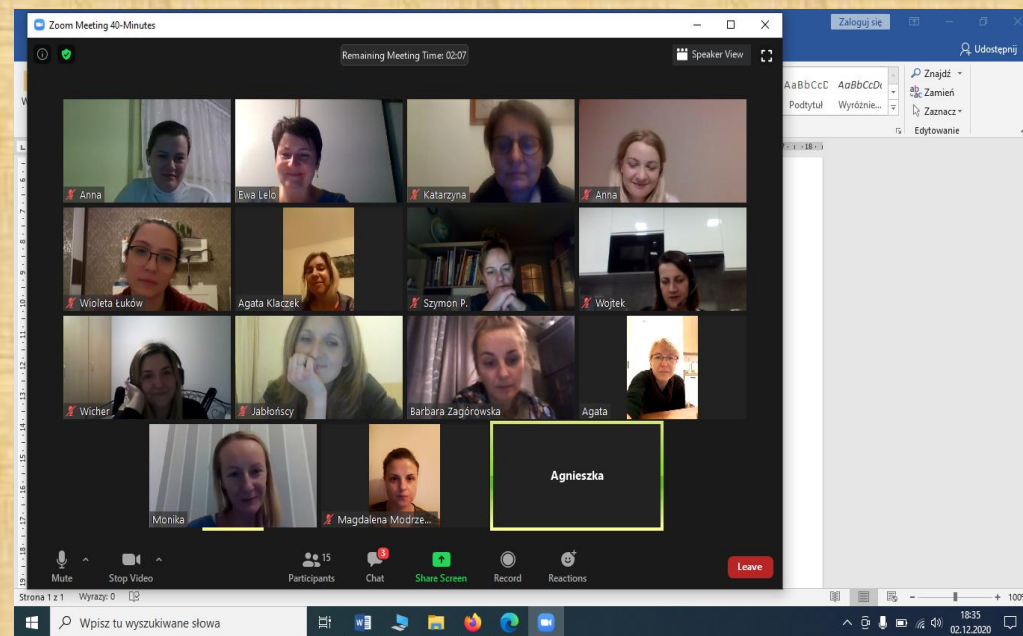 Zoom Meeting 40-Minutes
Zaloguj się
Remaining Meeting Time: 02:07
Speaker View
Udostępnij
AaBbCcD AaBbCcDı
Podtytuł Wyróżnie...
Znajdź
Zamień
Zaznacz
Edytowanie
Anna
Ewa Lelo
Katarzyna
Anna
Wioleta Łuków
Agata Klaczek
Szymon P.
Wojtek
Wicher
Jabłońscy
Barbara Zagórowska
Agata
Monika
Magdalena Modrze...
Agnieszka
Mute
Stop Video
15
Participants
3
Chat
Share Screen
Record
Reactions
Leave
Strona 1 z 1 Wyrazy: 0
100%
Wpisz tu wyszukiwane słowa
18:35
02.12.2020